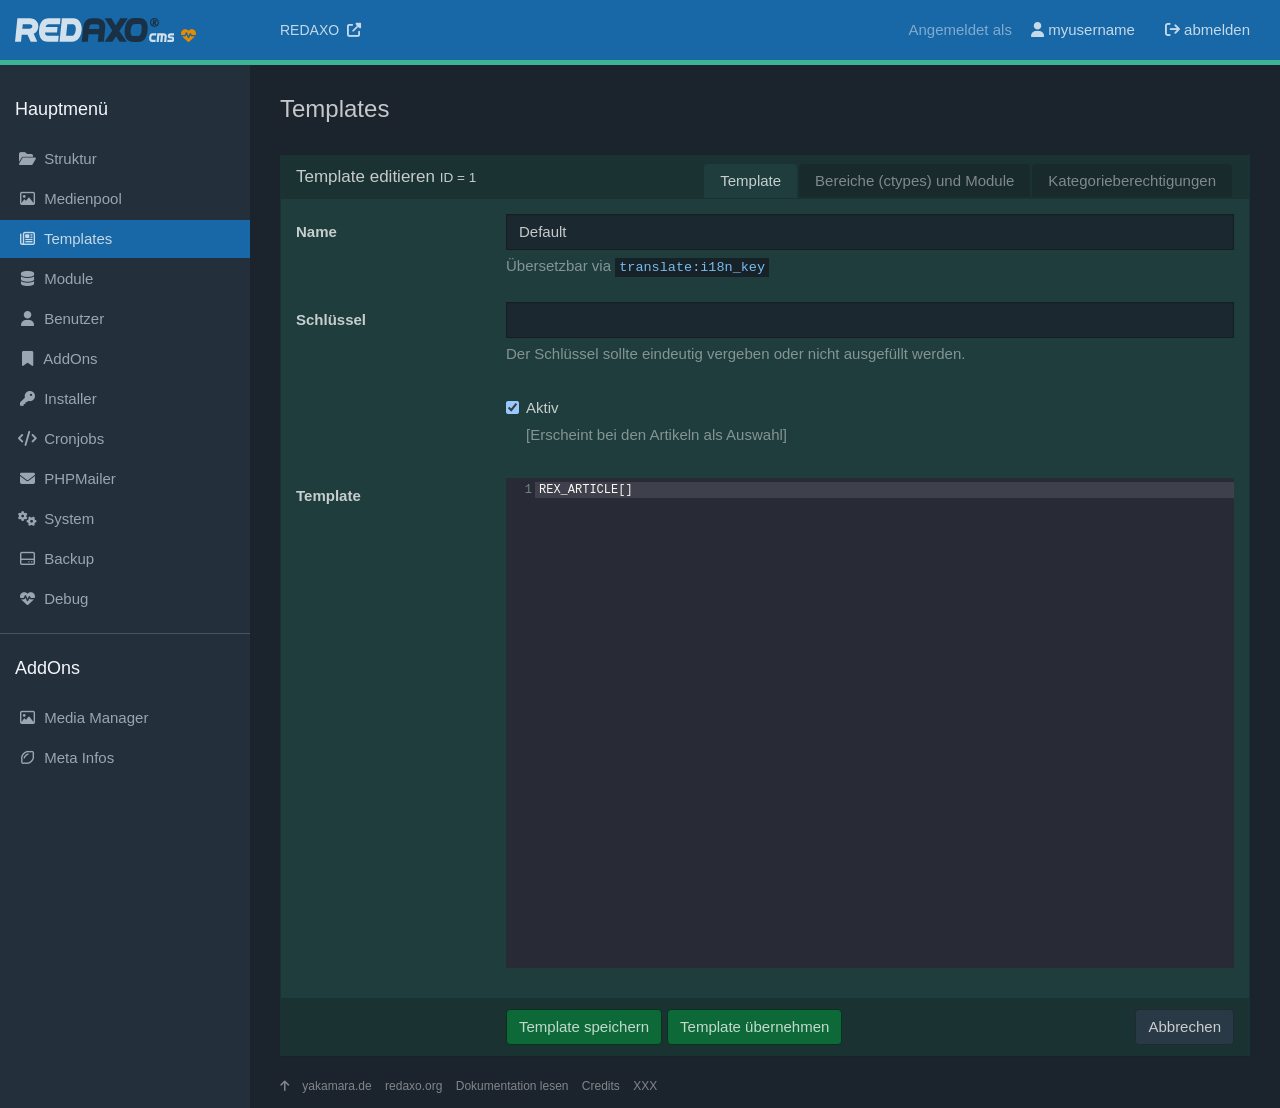 REDAXO® cms
REDAXO
Angemeldet als myusername abmelden
Hauptmenü
Struktur
Medienpool
Templates
Module
Benutzer
AddOns
Installer
Cronjobs
PHPMailer
System
Backup
Debug
AddOns
Media Manager
Meta Infos
Templates
Template editieren ID = 1
Template
Bereiche (ctypes) und Module
Kategorieberechtigungen
Name
Default
Übersetzbar via translate:i18n_key
Schlüssel
Der Schlüssel sollte eindeutig vergeben oder nicht ausgefüllt werden.
Aktiv
[Erscheint bei den Artikeln als Auswahl]
Template
1 REX_ARTICLE[]
Template speichern
Template übernehmen
Abbrechen
yakamara.de redaxo.org Dokumentation lesen Credits XXX